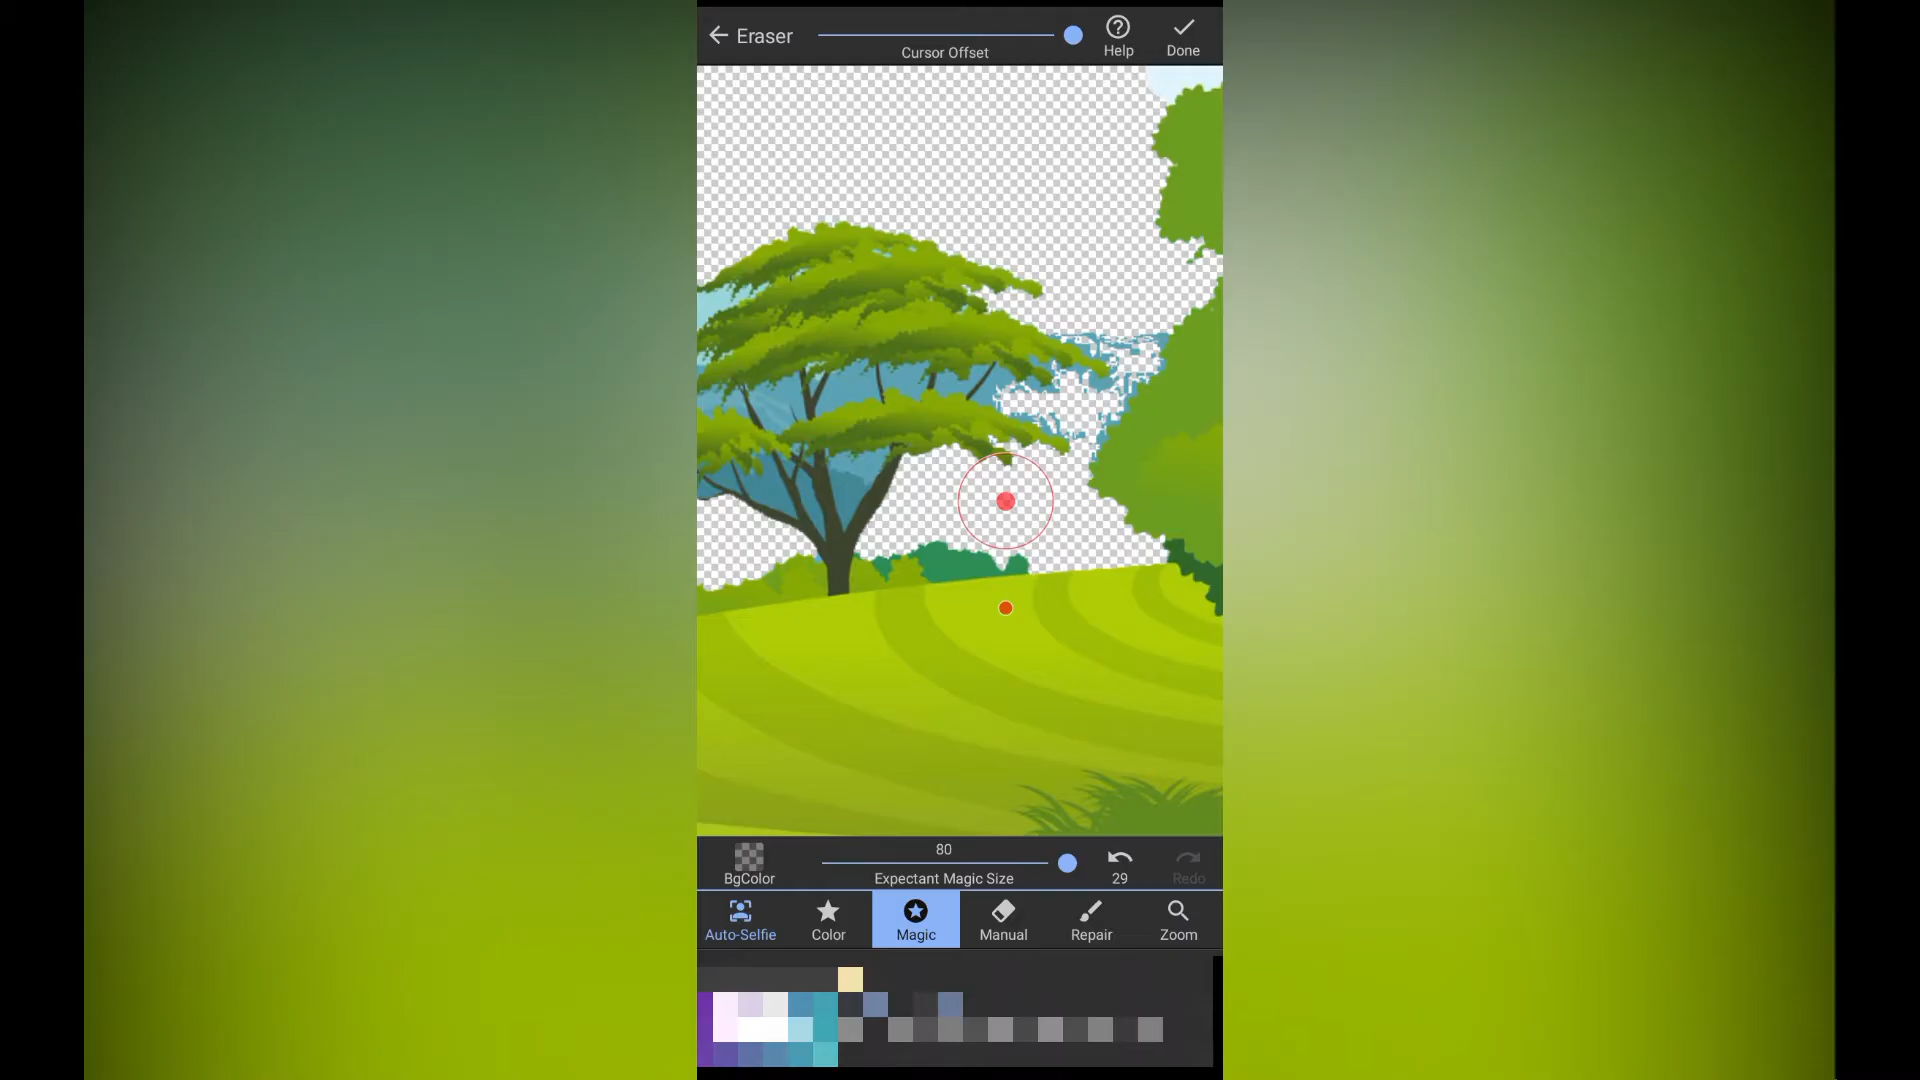 Eraser
Cursor Offset
Help
Done
BgColor
80
Expectant Magic Size
29
Redo
Auto-Selfie
Color
Magic
Manual
Repair
Zoom